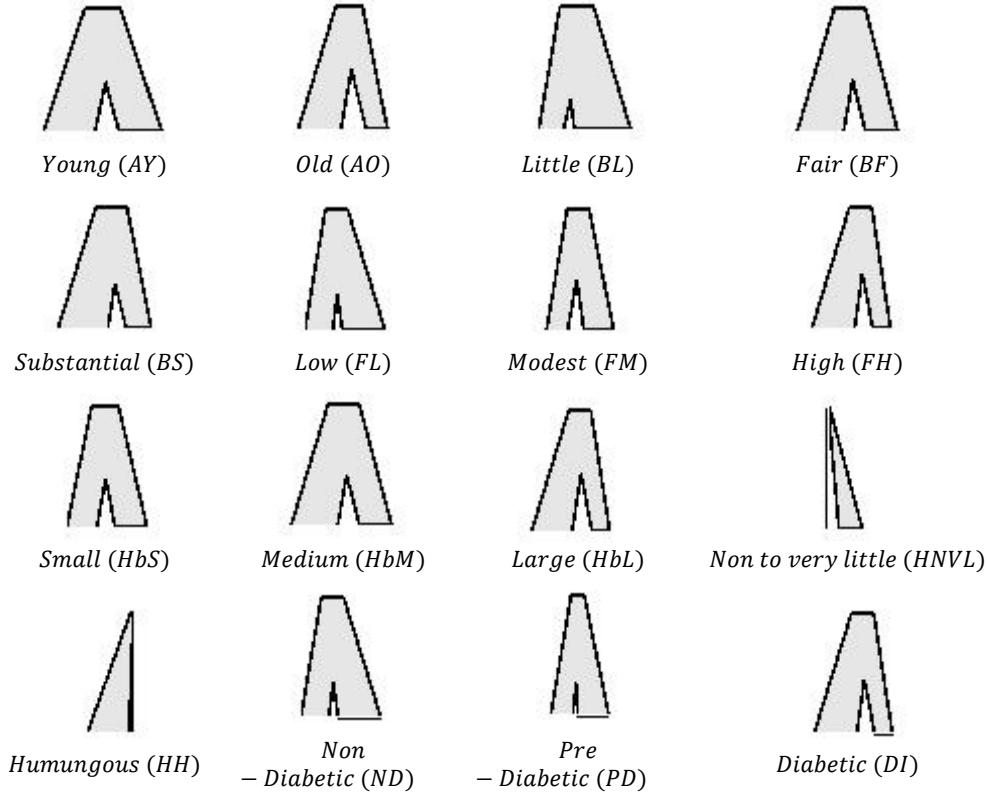 Young (AY)
Old (AO)
Little (BL)
Fair (BF)
Substantial (BS)
Low (FL)
Modest (FM)
High (FH)
Small (HbS)
Medium (HbM)
Large (HbL)
Non to very little (HNVL)
Humungous (HH)
Non
− Diabetic (ND)
Pre
− Diabetic (PD)
Diabetic (DI)